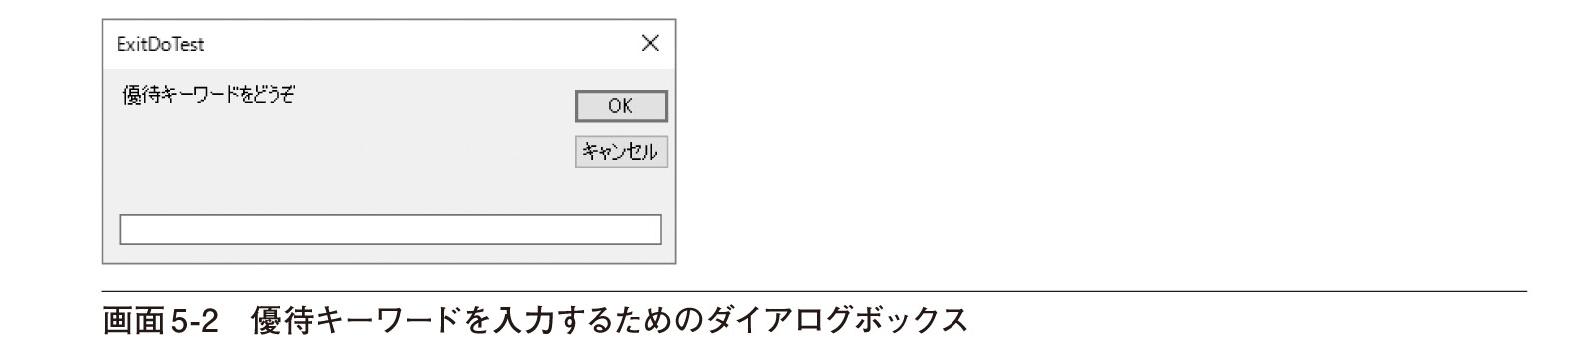 ExitDoTest
優待キーワードをどうぞ
OK
キャンセル
画面5-2　優待キーワードを入力するためのダイアログボックス